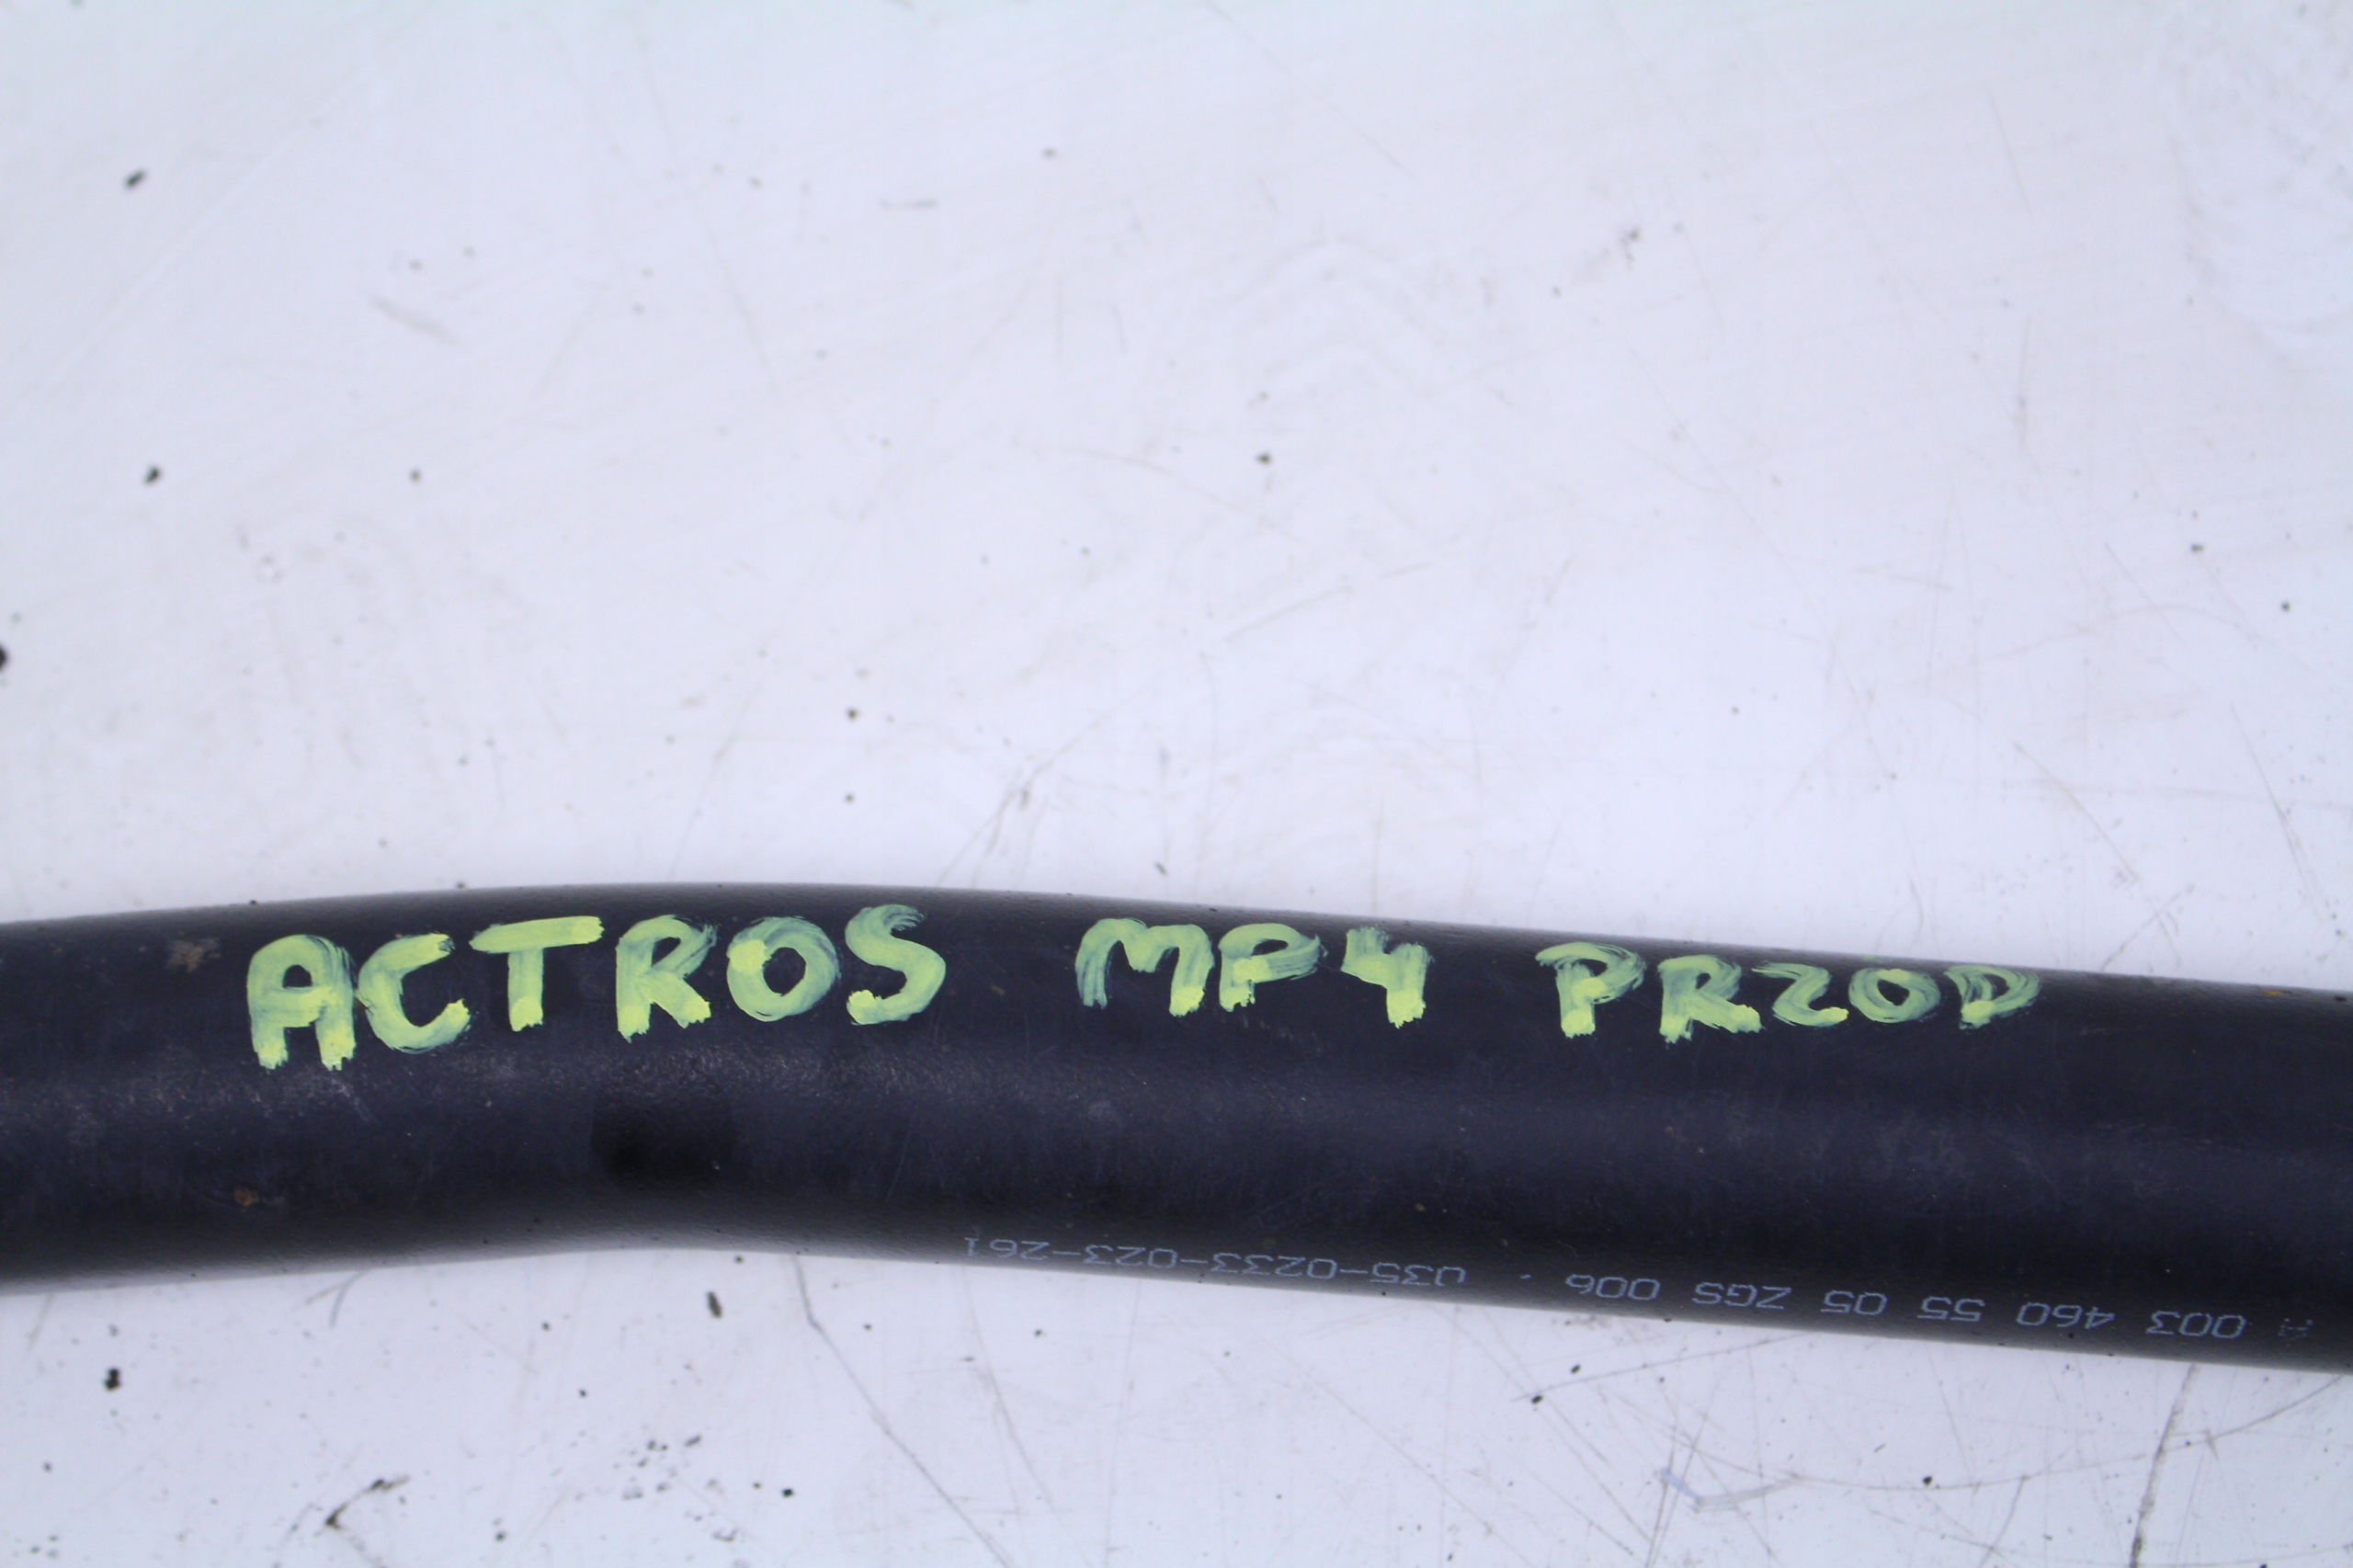 ACTROS MP4 PRZOD
A 003 460 55 05 ZGS 006 . 035-0233-023-261